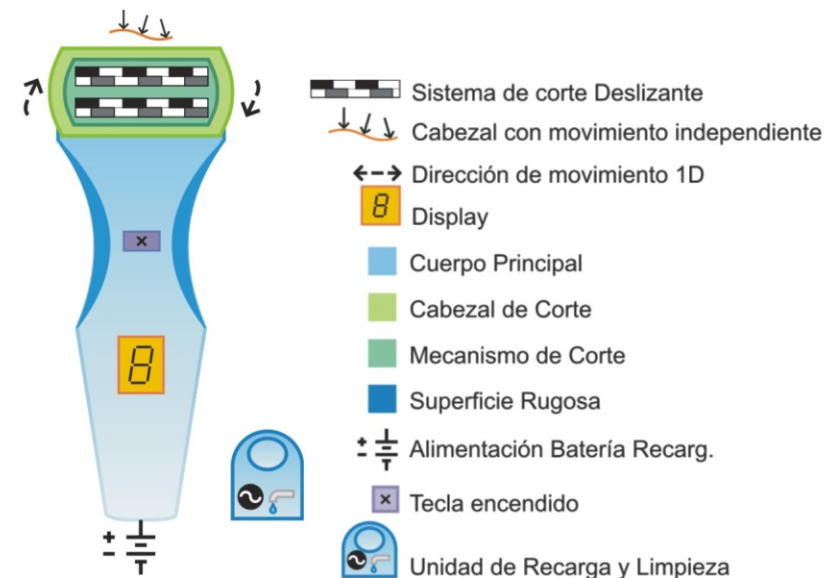 Sistema de corte Deslizante
Cabezal con movimiento independiente
Dirección de movimiento 1D
8
Display
Cuerpo Principal
Cabezal de Corte
Mecanismo de Corte
Superficie Rugosa
Alimentación Batería Recarg.
Tecla encendido
Unidad de Recarga y Limpieza
x
8
+
-
+
-
x